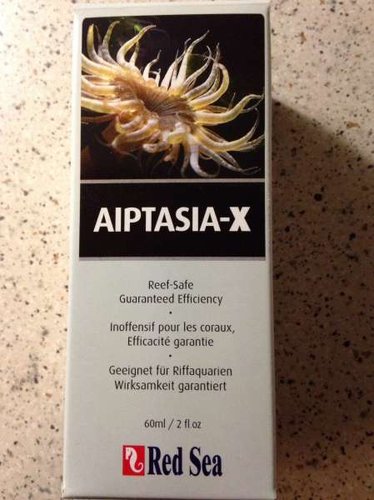 AIPTASIA-X
Reef-Safe
Guaranteed Efficiency
•
Inoffensif pour les coraux,
Efficacité garantie
•
Geeignet für Riffaquarien
Wirksamkeit garantiert
60ml / 2 fl oz
Red Sea